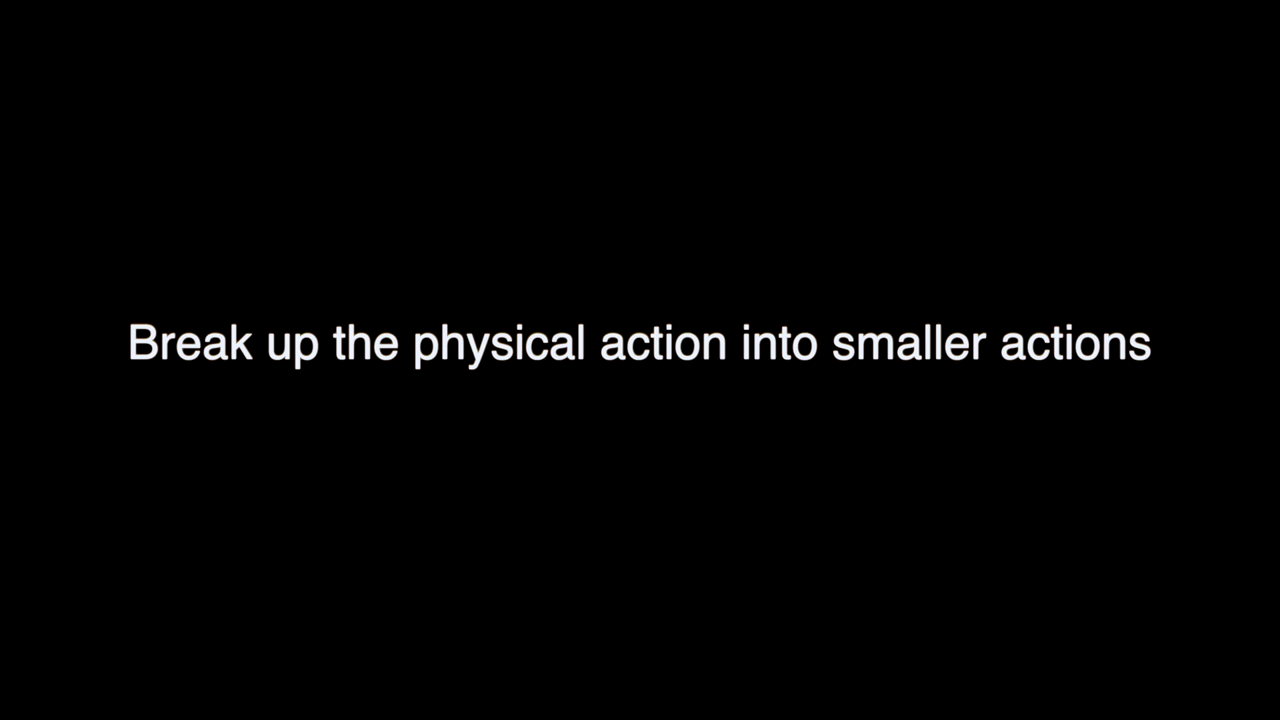 Break up the physical action into smaller actions